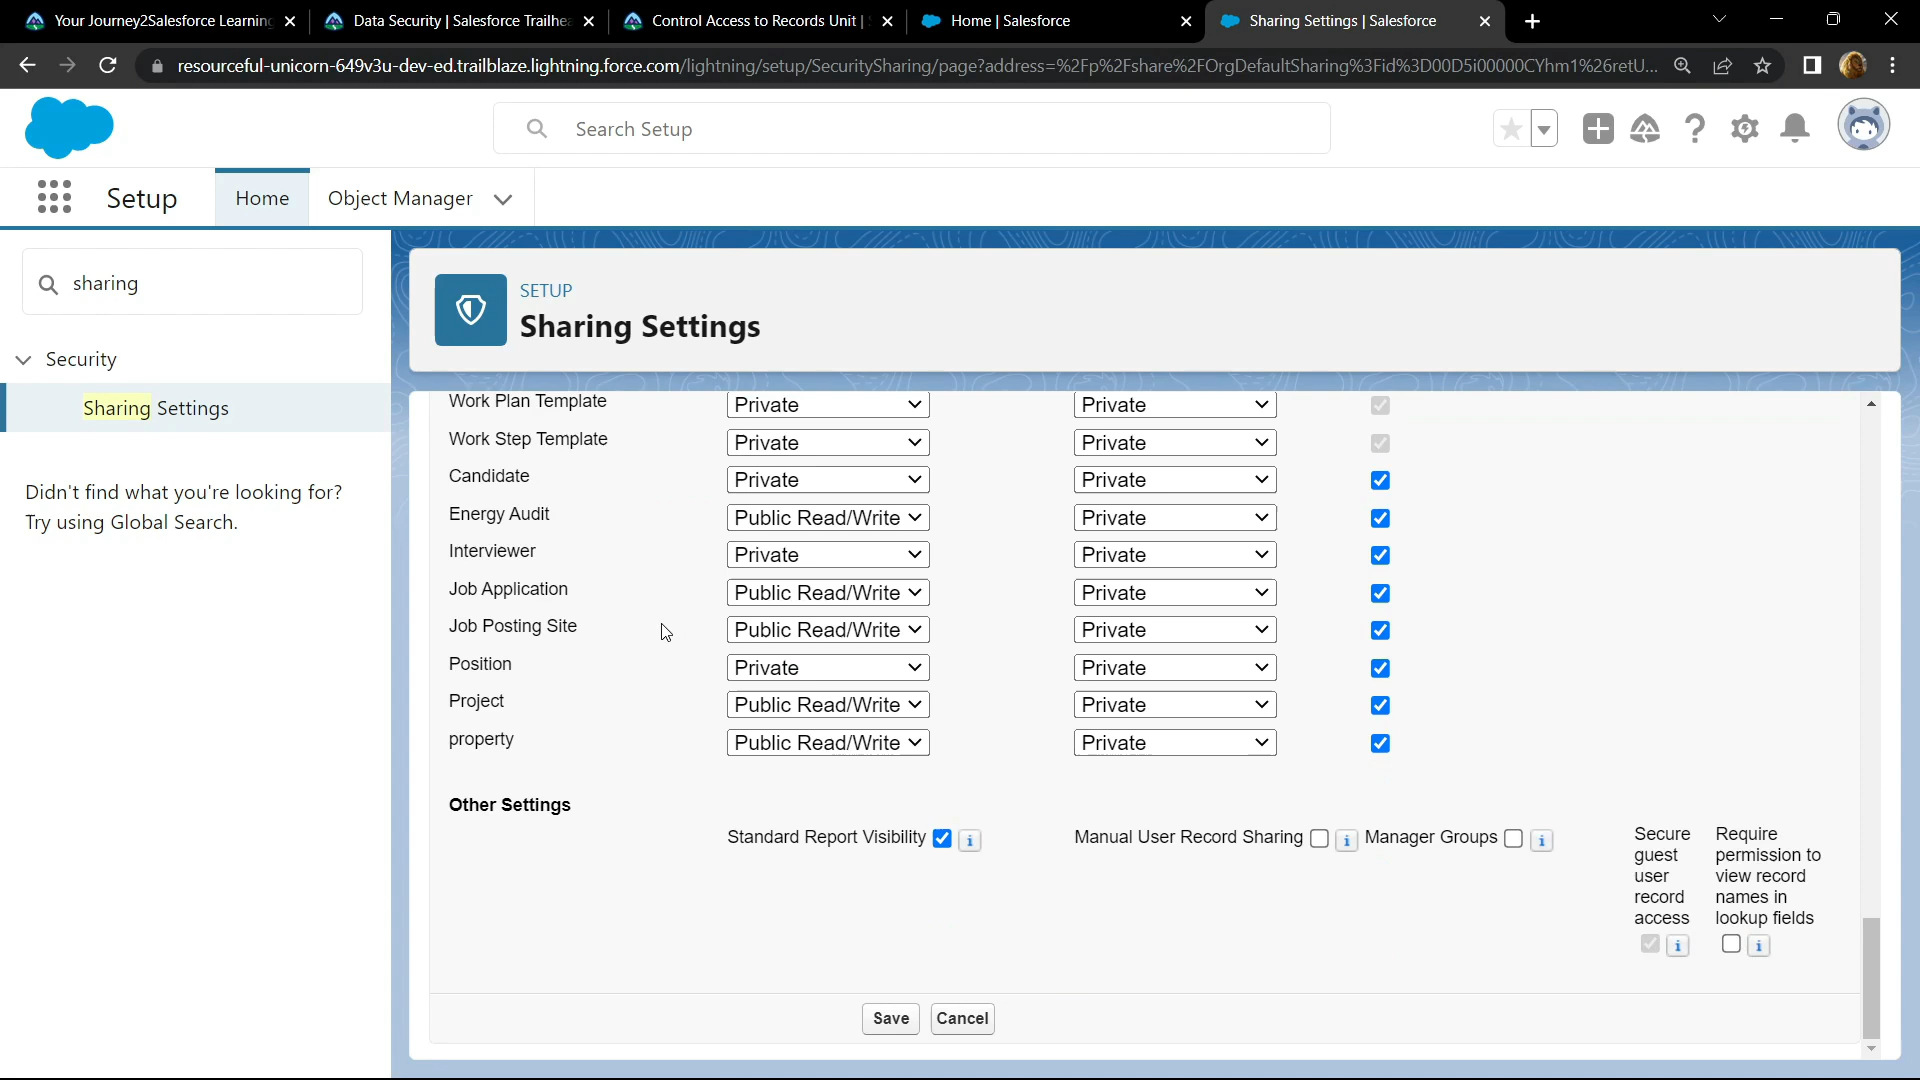 Your Journey2Salesforce Learning
Data Security | Salesforce Trailhe
Control Access to Records Unit |
Home | Salesforce
Sharing Settings | Salesforce
resourceful-unicorn-649v3u-dev-ed.trailblaze.lightning.force.com/lightning/setup/SecuritySharing/page?address=%2Fp%2Fshare%2FOrgDefaultSharing%3Fid%3D00D5i00000CYhm1%26retU...
Search Setup
Setup
Home
Object Manager
sharing
Security
Sharing Settings
Didn't find what you're looking for?
Try using Global Search.
SETUP
Sharing Settings
Work Plan Template Private Private
Work Step Template Private Private
Candidate Private Private
Energy Audit Public Read/Write Private
Interviewer Private Private
Job Application Public Read/Write Private
Job Posting Site Public Read/Write Private
Position Private Private
Project Public Read/Write Private
property Public Read/Write Private
Other Settings
Standard Report Visibility
Manual User Record Sharing
Manager Groups
Secure
guest
user
record
access
Require
permission to
view record
names in
lookup fields
Save
Cancel